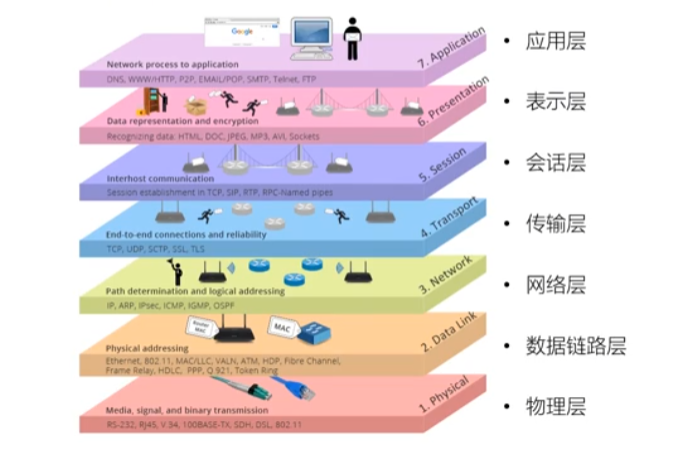 Google
7. Application
应用层
Network process to application
DNS, WWW/HTTP, P2P, EMAIL/POP, SMTP, Telnet, FTP
6. Presentation
表示层
Data representation and encryption
Recognizing data: HTML, DOC, JPEG, MP3, AVI, Sockets
5. Session
会话层
Interhost communication
Session establishment in TCP, SIP, RTP, RPC-Named pipes
4. Transport
传输层
End-to-end connections and reliability
TCP, UDP, SCTP, SSL, TLS
3. Network
网络层
Path determination and logical addressing
IP, ARP, IPsec, ICMP, IGMP, OSPF
Router MAC
MAC
2. Data Link
数据链路层
Physical addressing
Ethernet, 802.11, MAC/LLC, VALN, ATM, HDP, Fibre Channel,
Frame Relay, HDLC, PPP, Q.921, Token Ring
1. Physical
物理层
Media, signal, and binary transmission
RS-232, RJ45, V.34, 100BASE-TX, SDH, DSL, 802.11